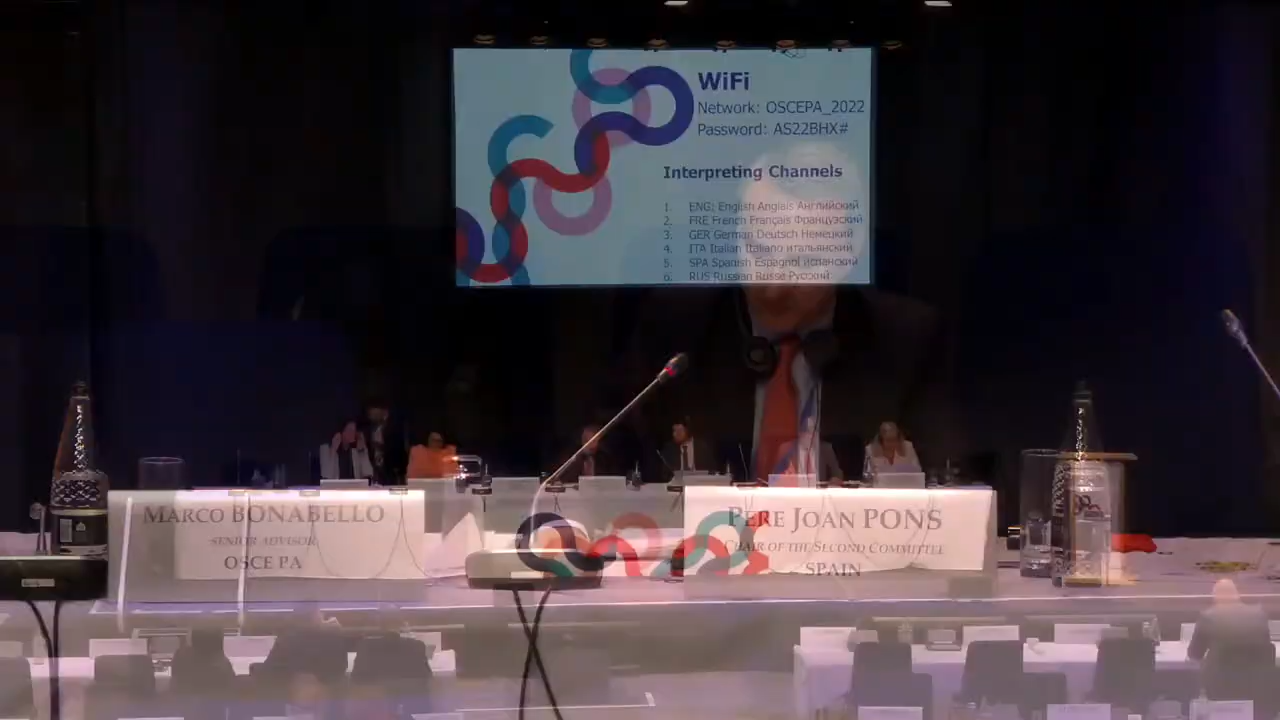 WiFi
Network: OSCEPA_2022
Password: AS22BHX#
Interpreting Channels
1. ENG: English Anglais Английский
2. FRE French Français Французский
3. GER German Deutsch Немецкий
4. ITA Italian Italiano итальянский
5. SPA Spanish Espagnol испанский
6. RUS Russian Russe Русский
MARCO BONABELLO
SENIOR ADVISOR
OSCE PA
PERE JOAN PONS
CHAIR OF THE SECOND COMMITTEE
SPAIN